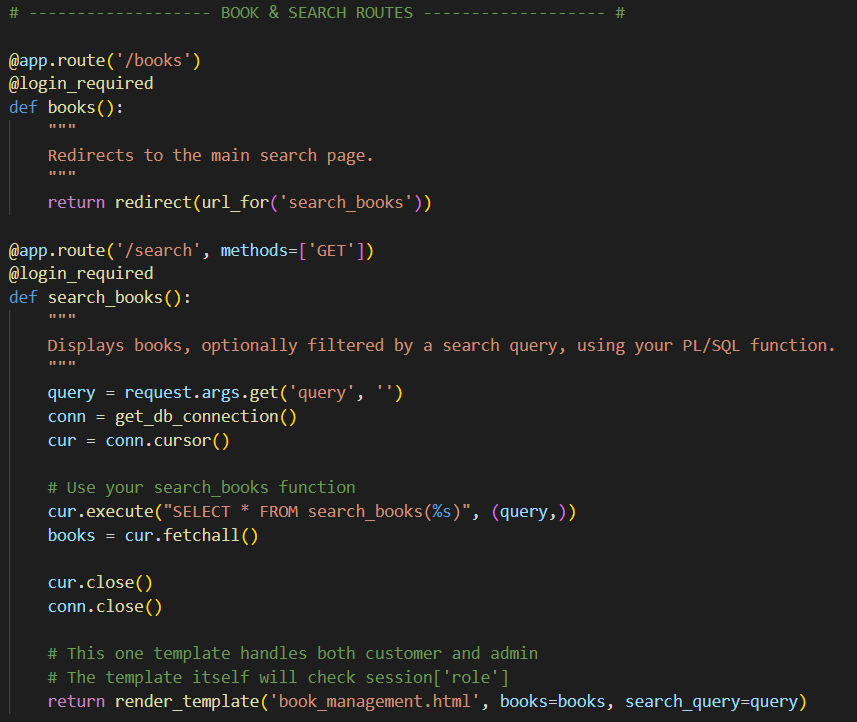 # ------------------- BOOK & SEARCH ROUTES ------------------- #
@app.route('/books')
@login_required
def books():
    """
    Redirects to the main search page.
    """
    return redirect(url_for('search_books'))
@app.route('/search', methods=['GET'])
@login_required
def search_books():
    """
    Displays books, optionally filtered by a search query, using your PL/SQL function.
    """
    query = request.args.get('query', '')
    conn = get_db_connection()
    cur = conn.cursor()
    # Use your search_books function
    cur.execute("SELECT * FROM search_books(%s)", (query,))
    books = cur.fetchall()
    cur.close()
    conn.close()
    # This one template handles both customer and admin
    # The template itself will check session['role']
    return render_template('book_management.html', books=books, search_query=query)